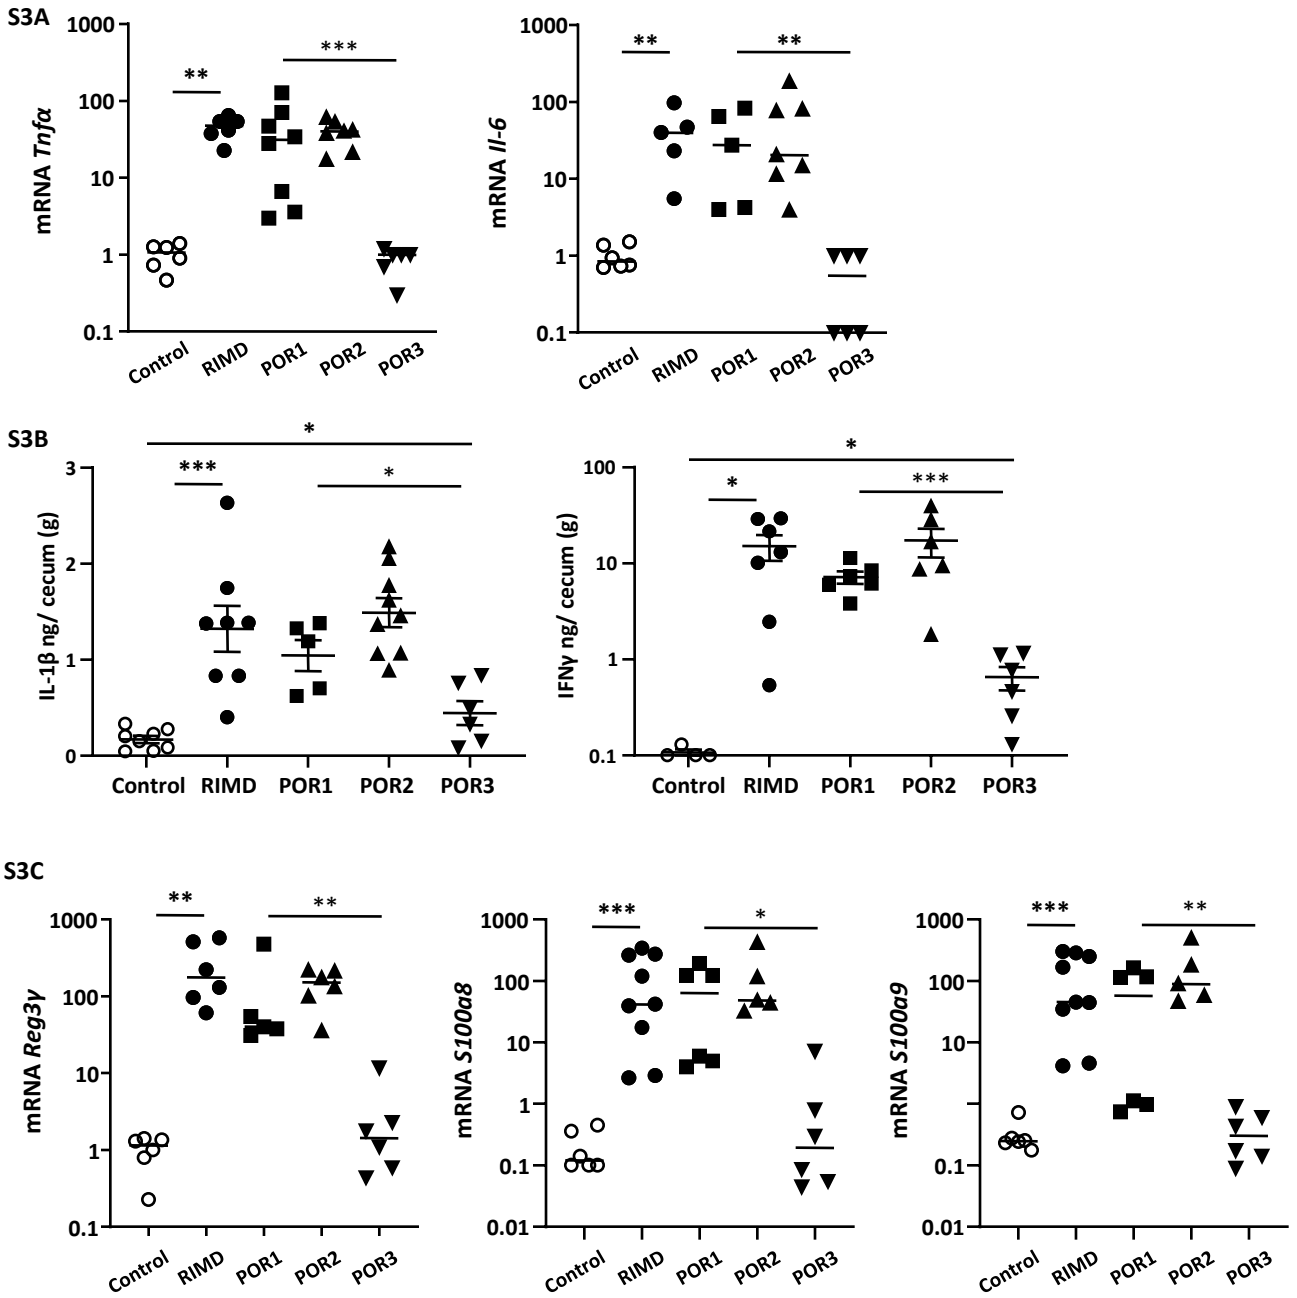 S3A
mRNA Tnfα
1000
100
10
1
0.1
**
***
Control
RIMD
POR1
POR2
POR3
mRNA Il-6
1000
100
10
1
0.1
**
**
Control
RIMD
POR1
POR2
POR3
S3B
IL-1β ng/ cecum (g)
3
2
1
0
*
***
*
Control
RIMD
POR1
POR2
POR3
IFNγ ng/ cecum (g)
100
10
1
0.1
*
*
***
Control
RIMD
POR1
POR2
POR3
S3C
mRNA Reg3γ
1000
100
10
1
0.1
**
**
Control
RIMD
POR1
POR2
POR3
mRNA S100a8
1000
100
10
1
0.1
0.01
***
*
Control
RIMD
POR1
POR2
POR3
mRNA S100a9
1000
100
10
0.1
0.01
***
**
Control
RIMD
POR1
POR2
POR3